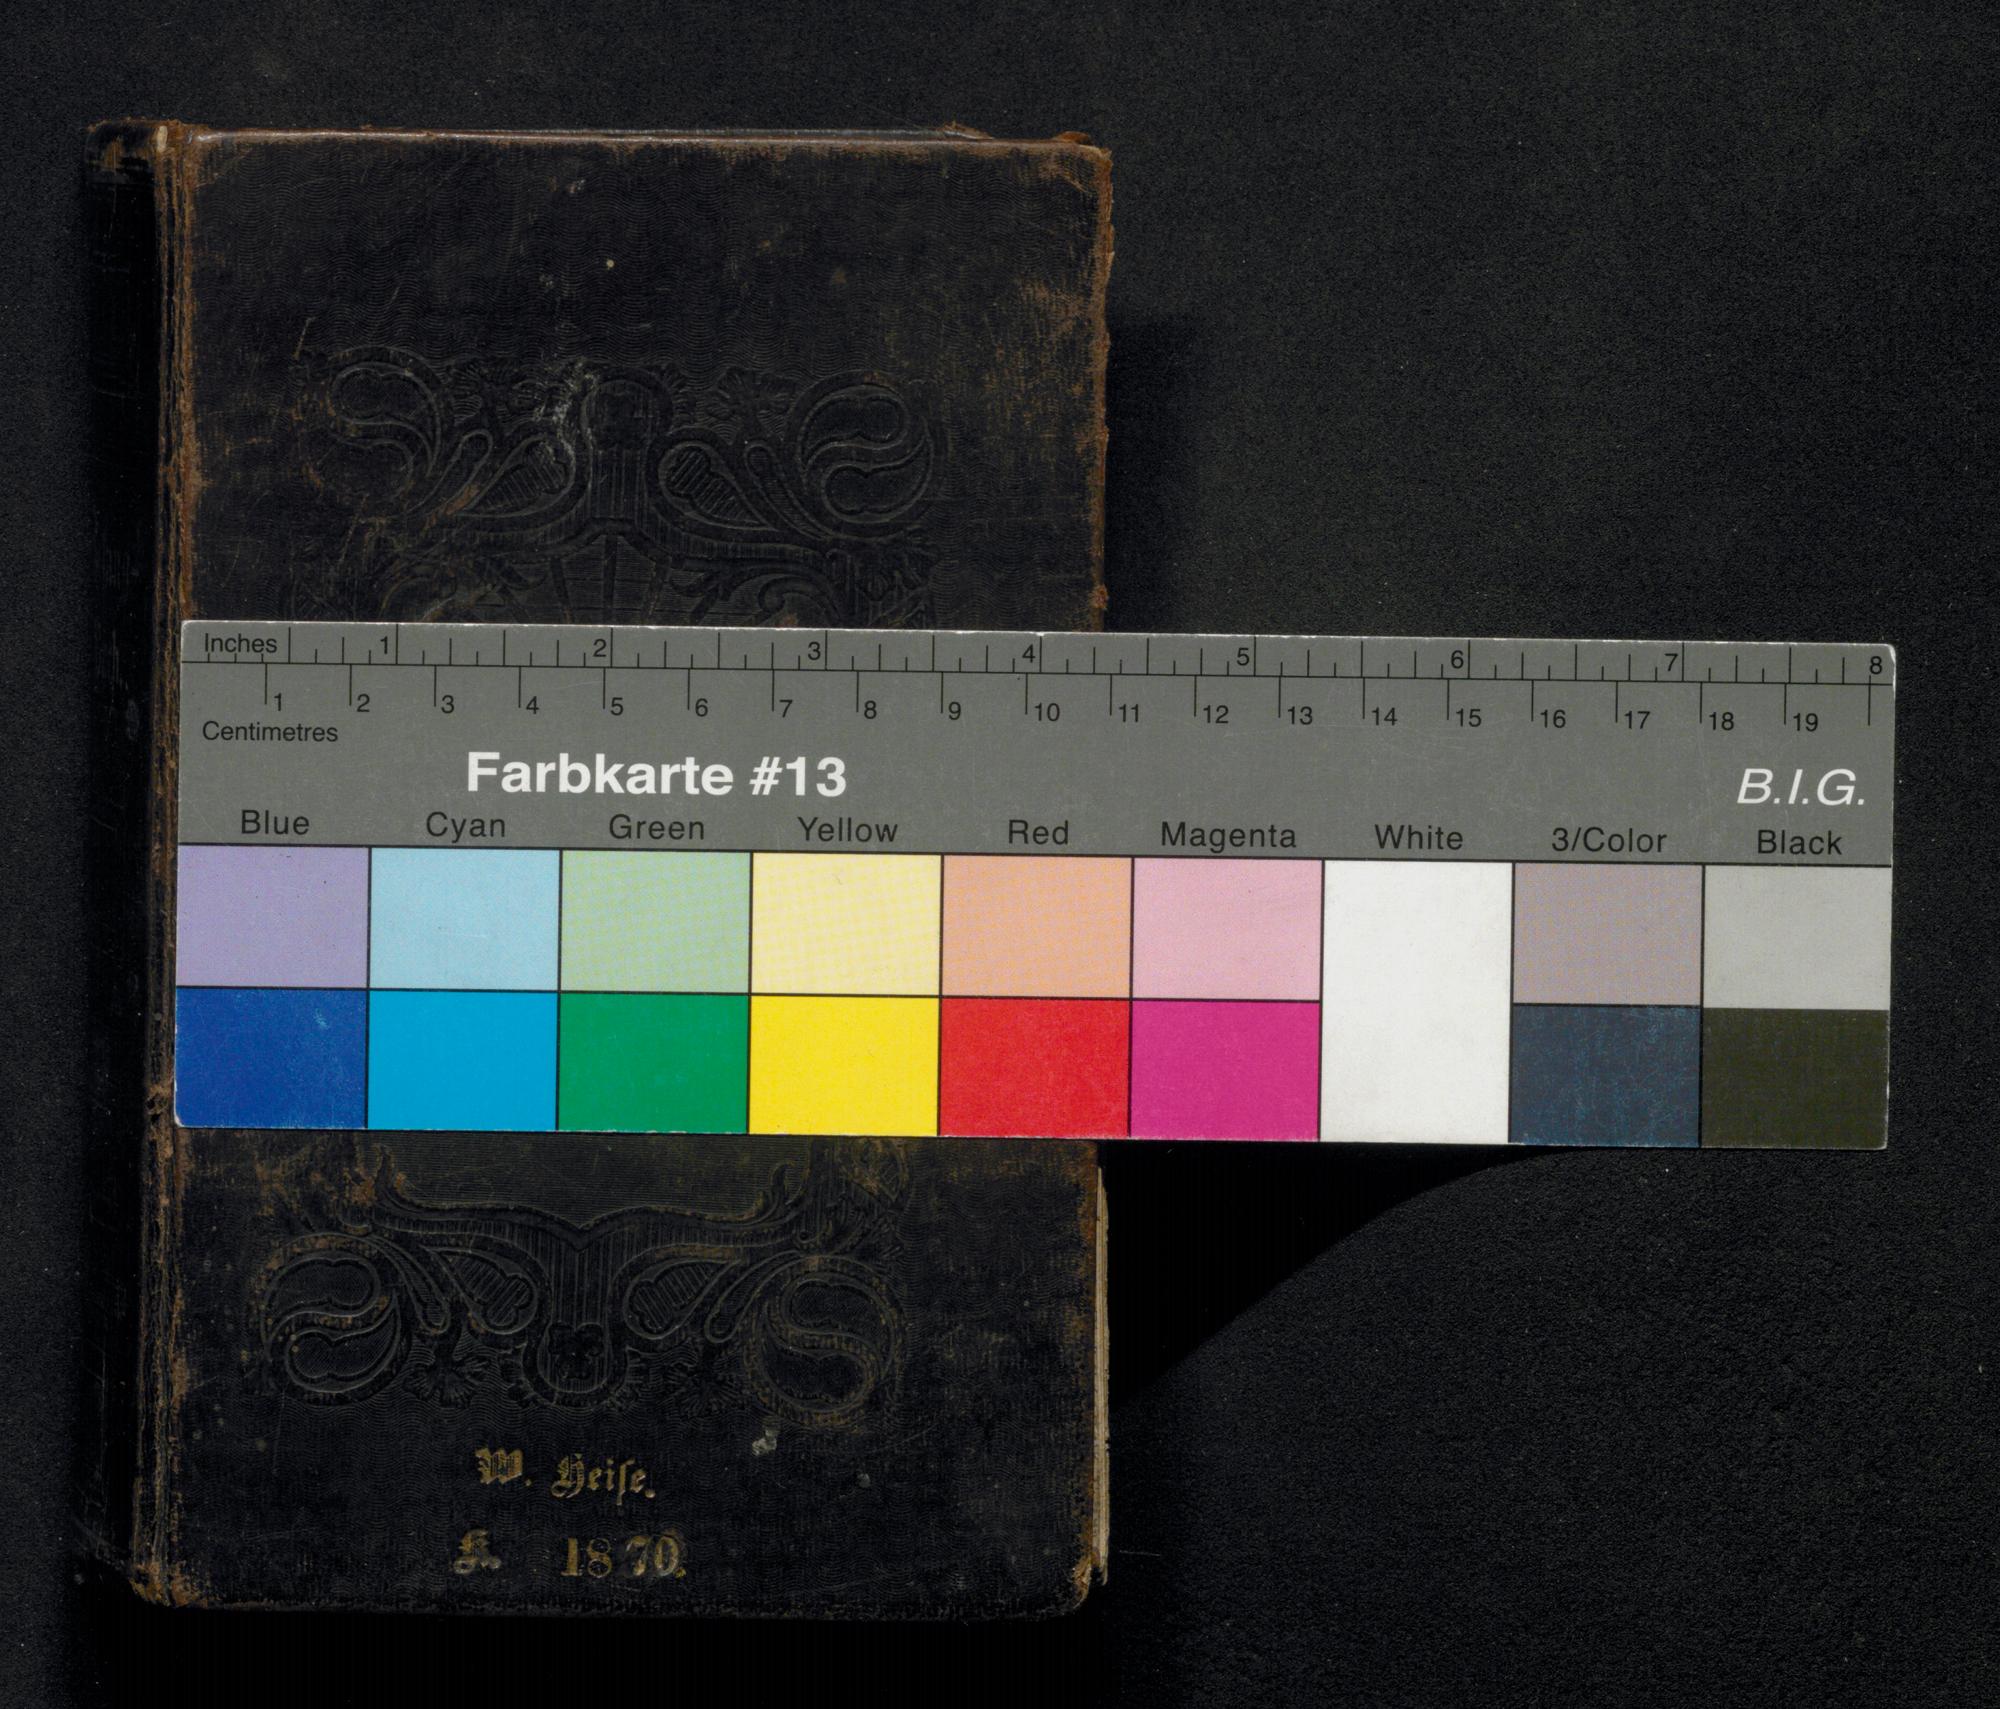 Inches 1 2 3 4 5 6 7 8
1 2 3 4 5 6 7 8 9 10 11 12 13 14 15 16 17 18 19
Centimetres
Farbkarte #13
B.I.G.
Blue Cyan Green Yellow Red Magenta White 3/Color Black
W. Heiſe.
K. 1870.